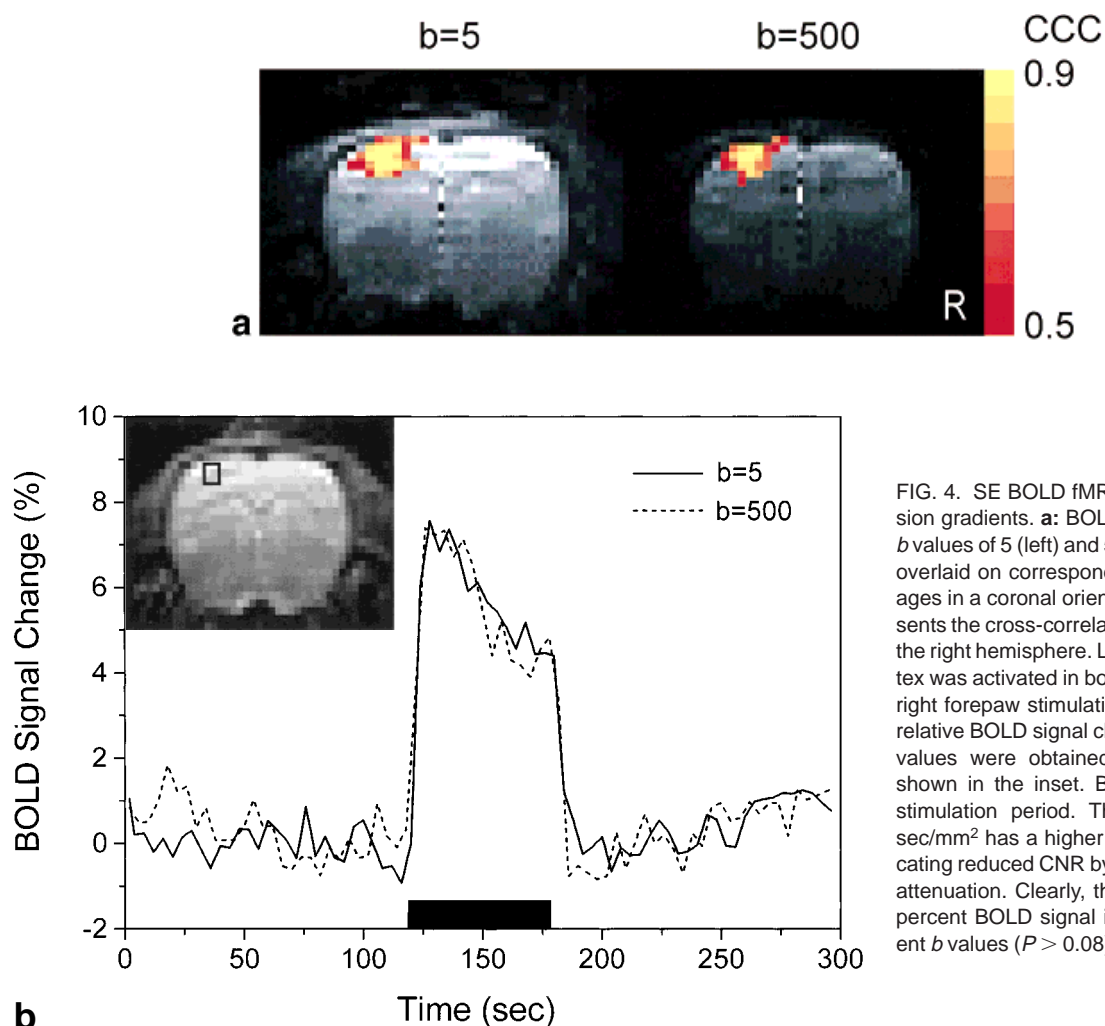 b=5 b=500 CCC
0.9
R
0.5
a
10
8
6
4
2
0
-2
BOLD Signal Change (%)
b=5
b=500
0 50 100 150 200 250 300
Time (sec)
b
FIG. 4. SE BOLD fMR
sion gradients. a: BOL
b values of 5 (left) and
overlaid on correspond
ages in a coronal orien
sents the cross-correla
the right hemisphere. L
tex was activated in bo
right forepaw stimulati
relative BOLD signal c
values were obtained
shown in the inset. B
stimulation period. Th
sec/mm² has a higher
cating reduced CNR by
attenuation. Clearly, th
percent BOLD signal i
ent b values (P > 0.08